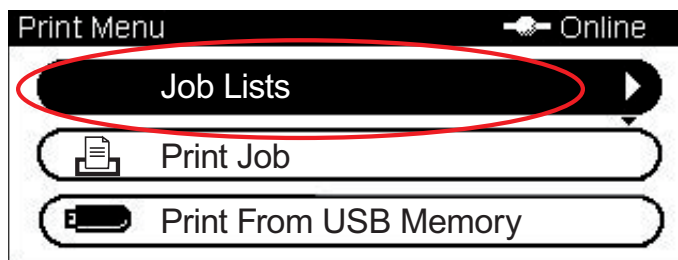 Print Menu Online
Job Lists
Print Job
Print From USB Memory